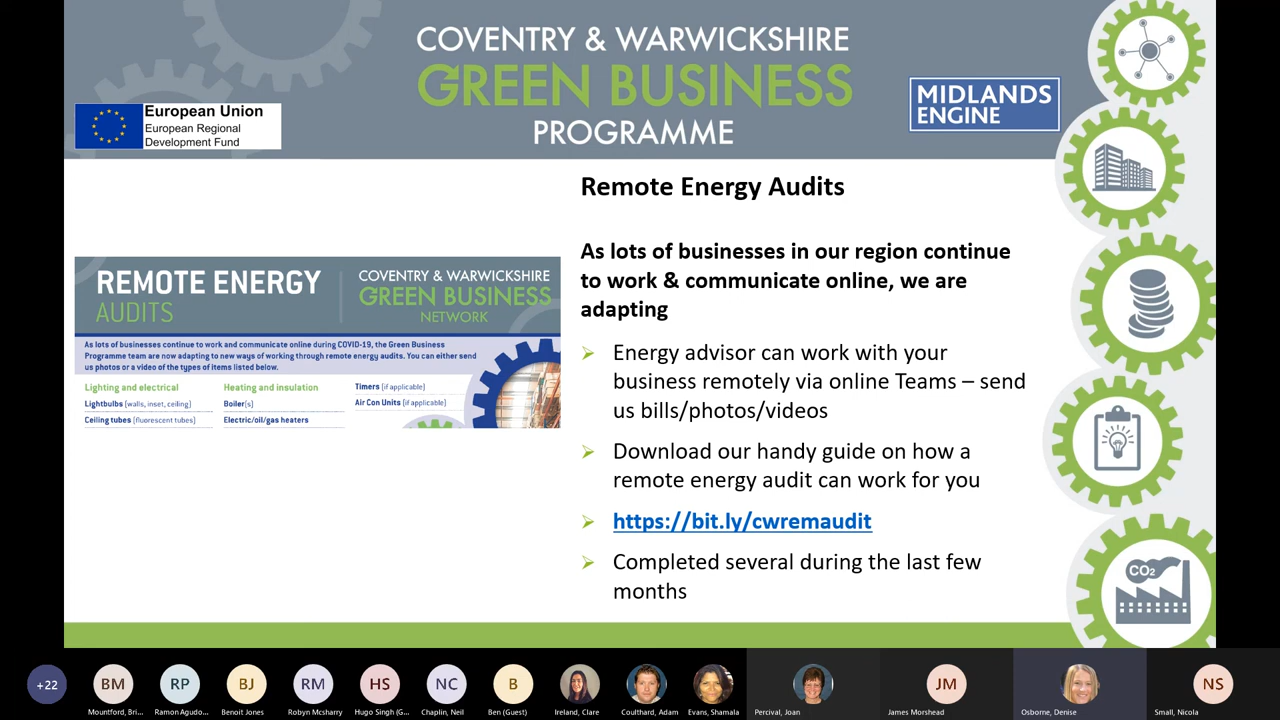 COVENTRY & WARWICKSHIRE
GREEN BUSINESS
PROGRAMME
European Union
European Regional
Development Fund
MIDLANDS
ENGINE
Remote Energy Audits
As lots of businesses in our region continue
to work & communicate online, we are
adapting
Energy advisor can work with your
business remotely via online Teams – send
us bills/photos/videos
Download our handy guide on how a
remote energy audit can work for you
https://bit.ly/cwremaudit
Completed several during the last few
months
REMOTE ENERGY
AUDITS
COVENTRY & WARWICKSHIRE
GREEN BUSINESS
NETWORK
As lots of businesses continue to work and communicate online during COVID-19, the Green Business
Programme team are now adapting to new ways of working through remote energy audits. You can either send
us photos or a video of the types of items listed below.
Lighting and electrical
Lightbulbs (walls, inset, ceiling)
Ceiling tubes (fluorescent tubes)
Heating and insulation
Boiler(s)
Electric/oil/gas heaters
Timers (if applicable)
Air Con Units (if applicable)
CO2
+22
BM
RP
BJ
RM
HS
NC
B
JM
NS
Mountford, Bri...
Ramon Agudo...
Benoit Jones
Robyn Mcsharry
Hugo Singh (G...
Chaplin, Neil
Ben (Guest)
Ireland, Clare
Coulthard, Adam
Evans, Shamala
Percival, Joan
James Morshead
Osborne, Denise
Small, Nicola